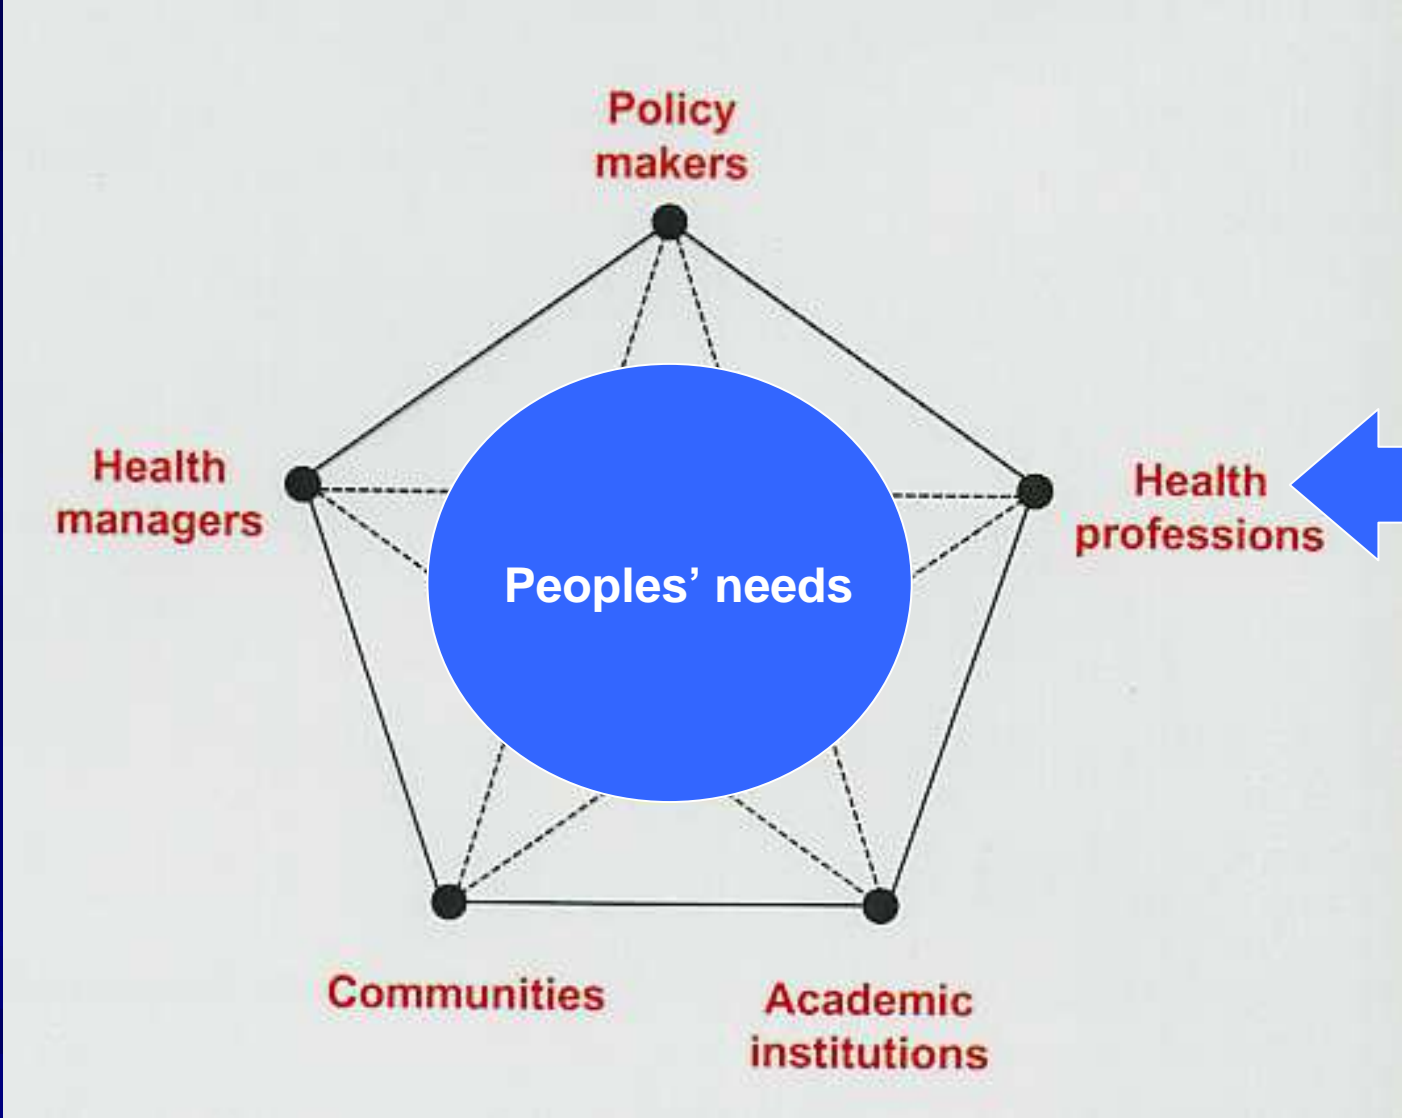 Policy
makers
Health
managers
Health
professions
Peoples’ needs
Communities
Academic
institutions